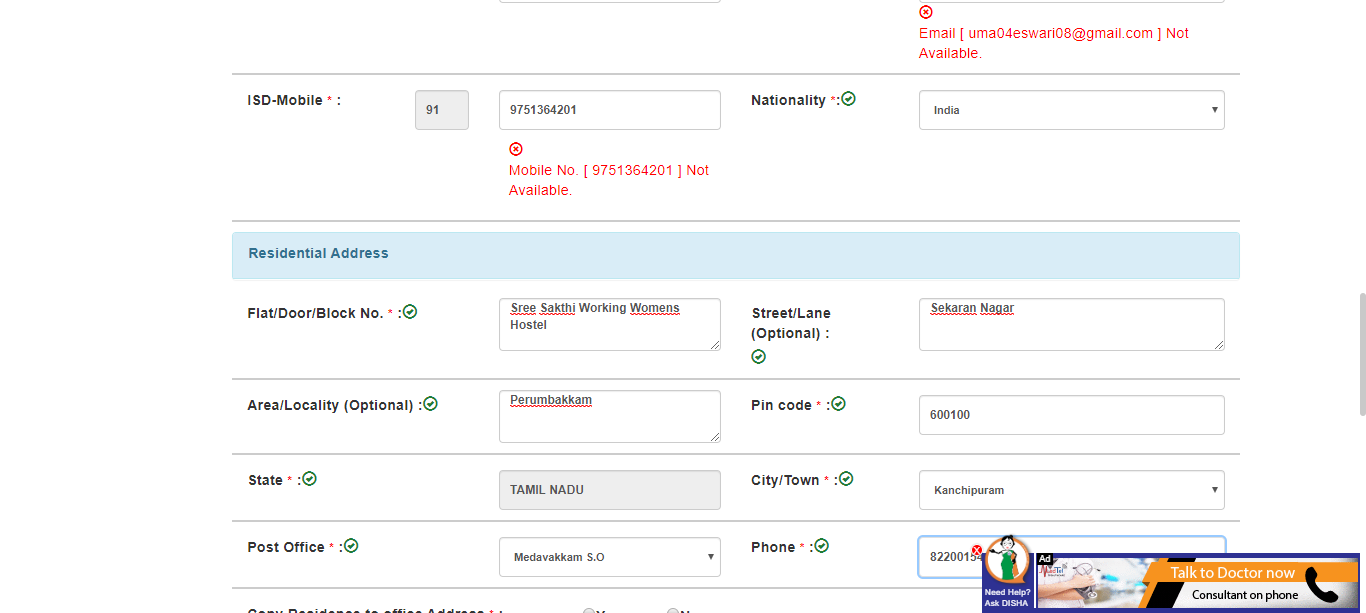 Email [ uma04eswari08@gmail.com ] Not
Available.
ISD-Mobile * :
91
9751364201
Nationality *:
India
Mobile No. [ 9751364201 ] Not
Available.
Residential Address
Flat/Door/Block No. * :
Sree Sakthi Working Womens
Hostel
Street/Lane
(Optional) :
Sekaran Nagar
Area/Locality (Optional) :
Perumbakkam
Pin code * :
600100
State * :
TAMIL NADU
City/Town * :
Kanchipuram
Post Office * :
Medavakkam S.O
Phone * :
8220015
Need Help?
Ask DISHA
Ad
Talk to Doctor now
Consultant on phone
Copy Residence to office Address * :